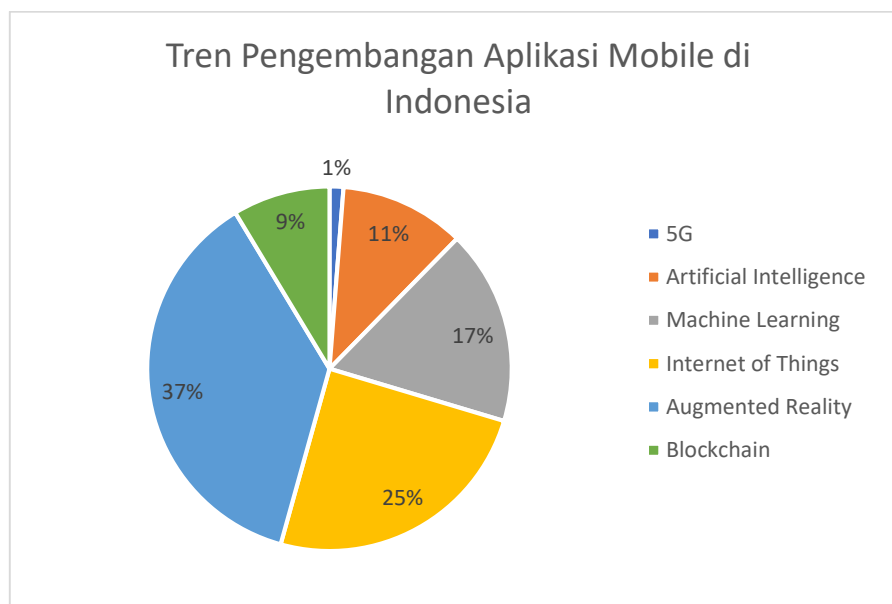 Tren Pengembangan Aplikasi Mobile di
Indonesia
1%
11%
17%
25%
37%
9%
5G
Artificial Intelligence
Machine Learning
Internet of Things
Augmented Reality
Blockchain